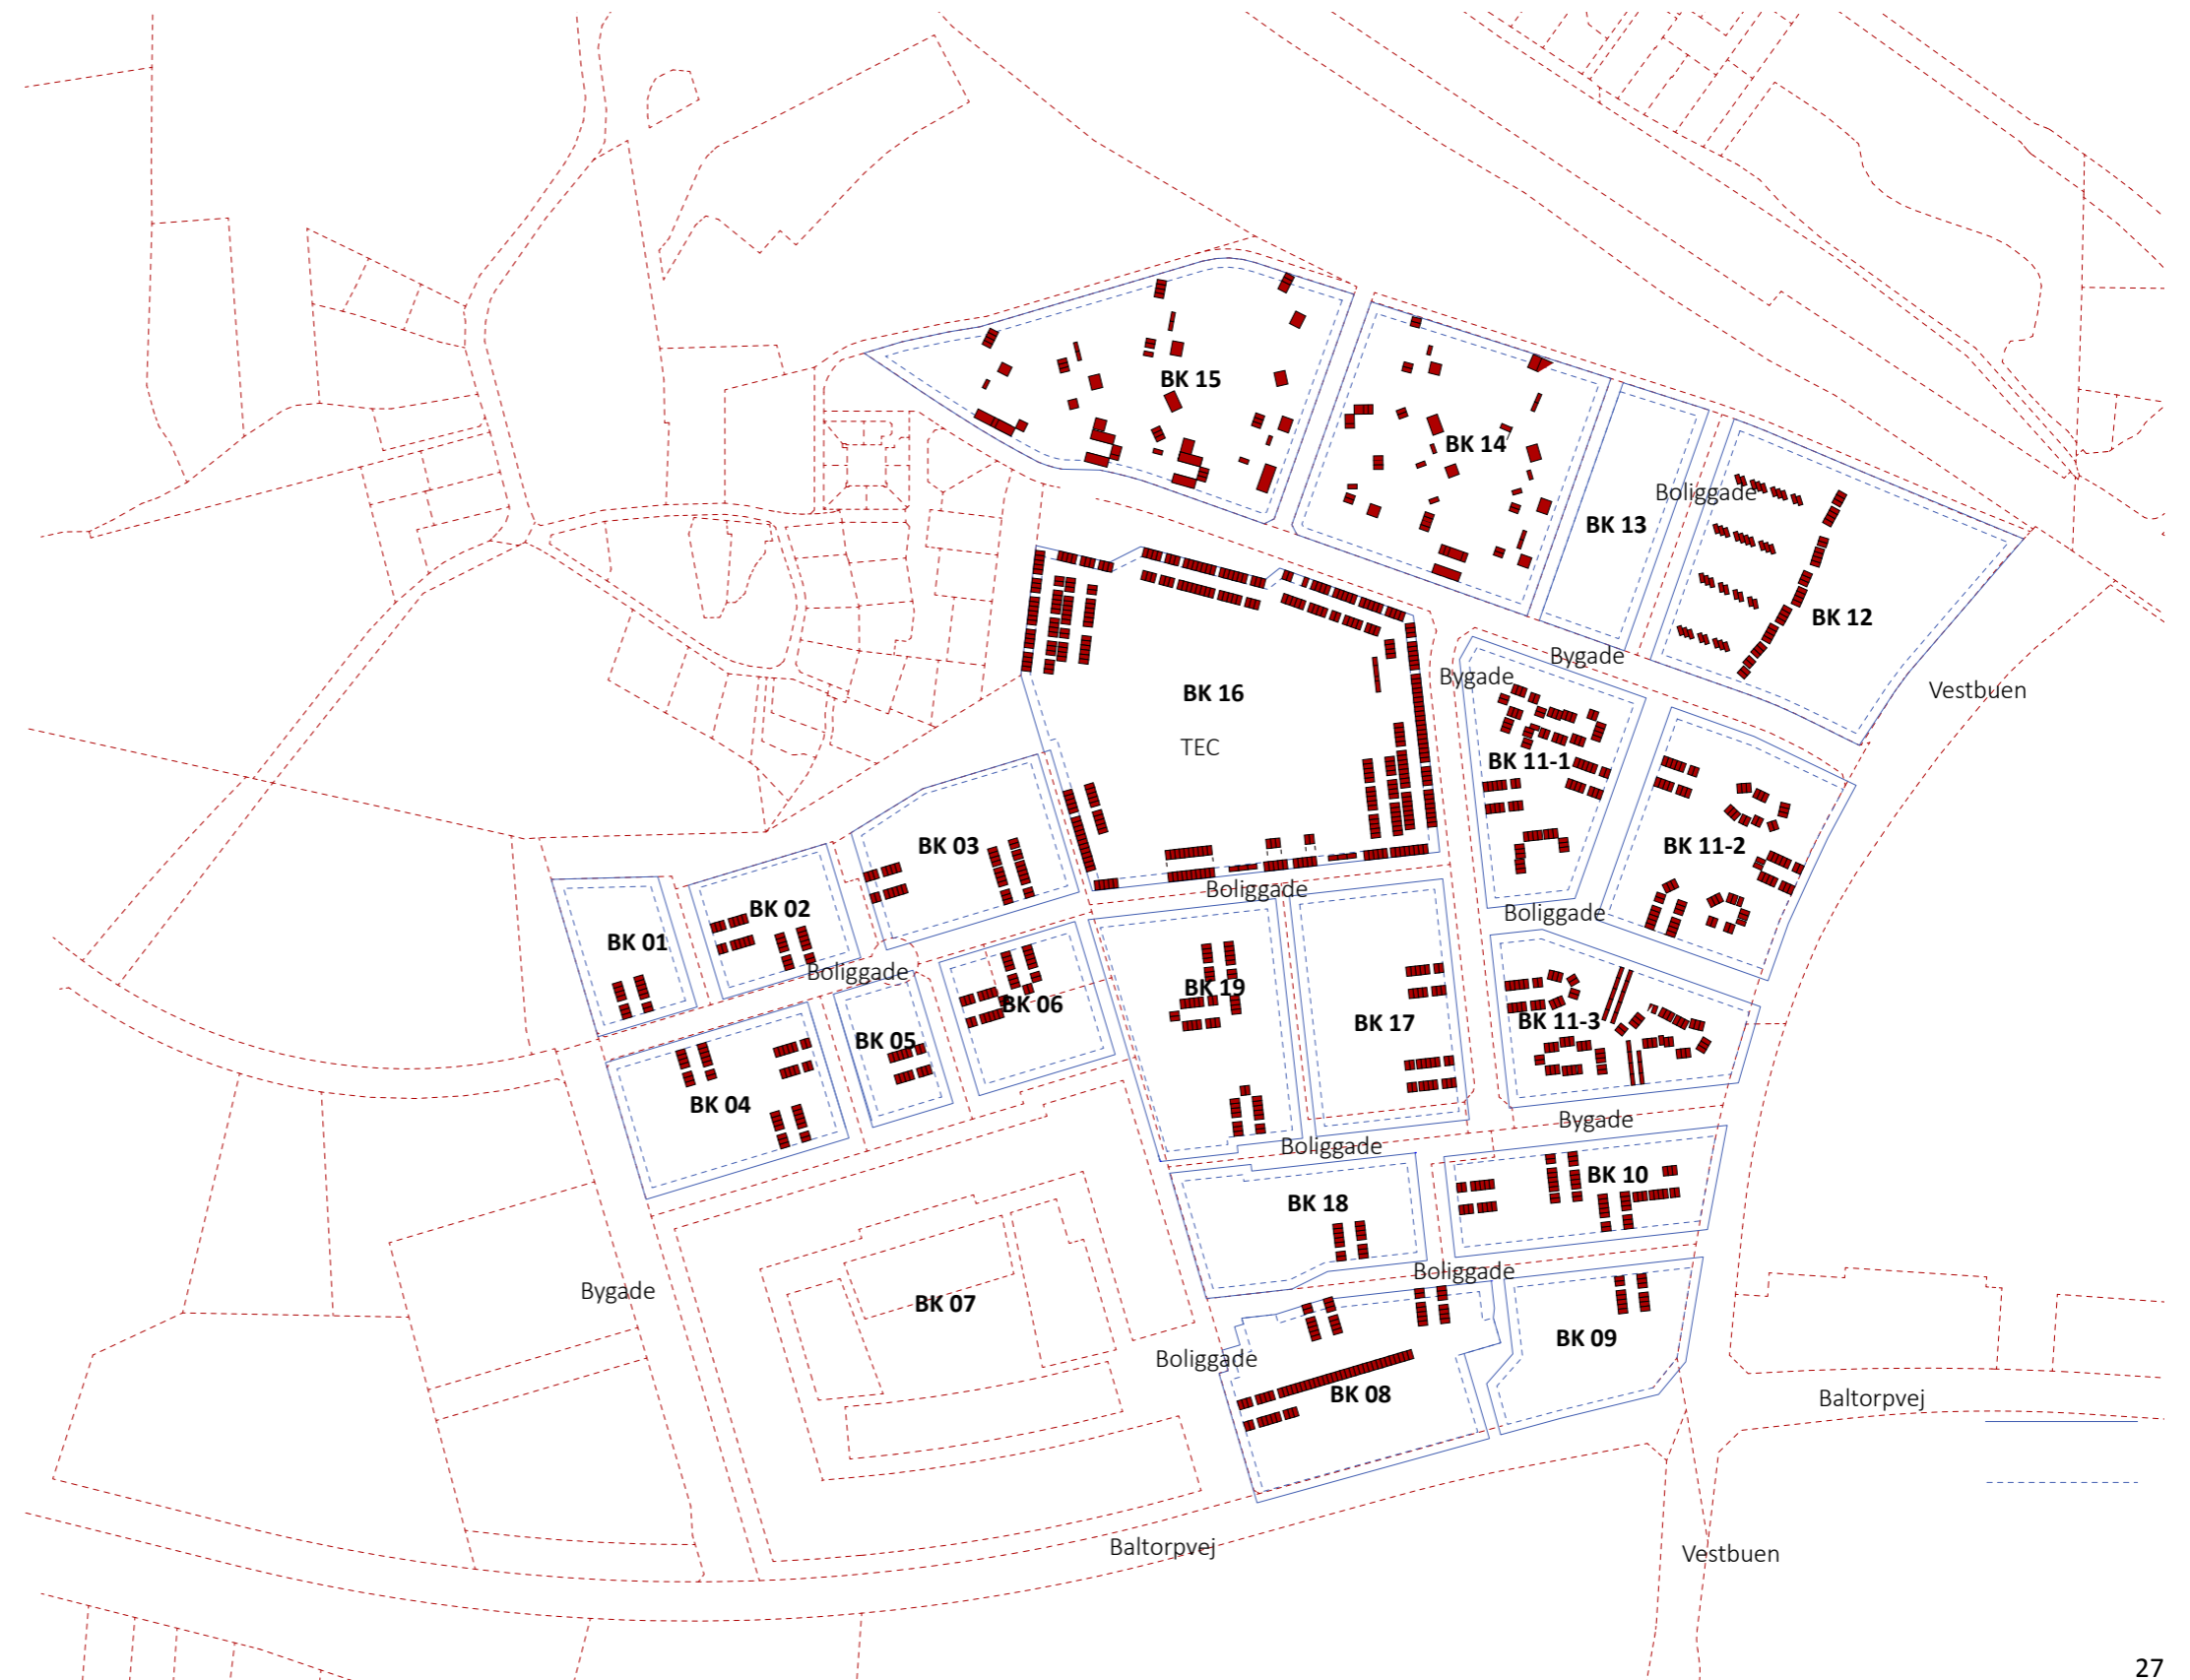 BK 15
BK 14
Boliggade
BK 13
BK 12
Bygade
Bygade
Vestbuen
BK 16
TEC
BK 11-1
BK 03
BK 11-2
Boliggade
BK 02
Boliggade
BK 01
Boliggade
BK 19
BK 06
BK 17
BK 11-3
BK 05
BK 04
Bygade
Boliggade
BK 10
BK 18
Boliggade
Bygade
BK 07
BK 09
Boliggade
BK 08
Baltorpvej
Baltorpvej
Vestbuen
27